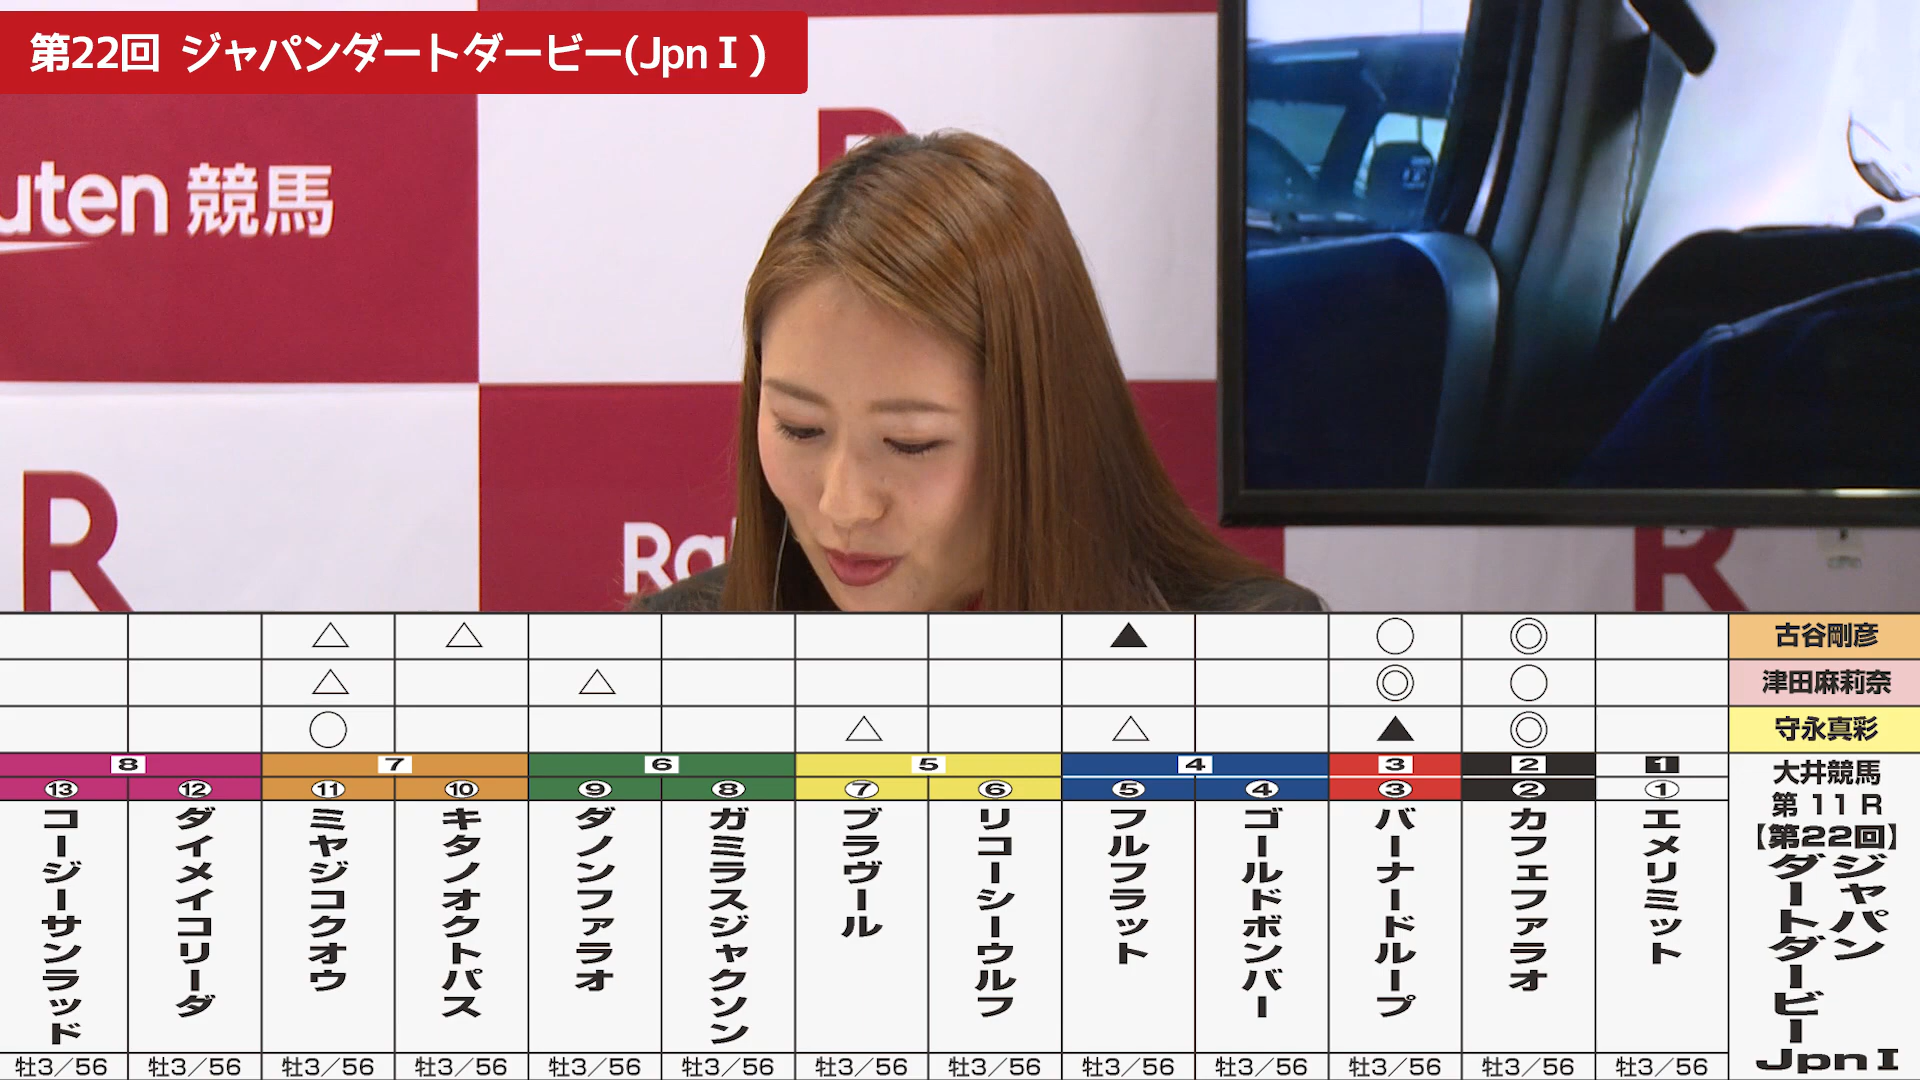 第22回 ジャパンダートダービー(JpnⅠ)
uten 競馬
R
R
Ra
R
△ △ ▲ ○ ◎ 古谷剛彦
△ △ ◎ ○ 津田麻莉奈
○ △ △ ▲ ◎ 守永真彩
8 7 6 5 4 3 2 1
⑬ ⑫ ⑪ ⑩ ⑨ ⑧ ⑦ ⑥ ⑤ ④ ③ ② ①
大井競馬
第 11 R
【第22回】
ジャパン
ダートダービー
JpnⅠ
エメリミット
カフェファラオ
バーナードループ
ゴールドボンバー
フルフラット
リコーシーウルフ
ブラヴール
ガミラスジャクソン
ダノンファラオ
キタノオクトパス
ミヤジコクオウ
ダイメイコリーダ
コージーサンラッド
牡3/56 牡3/56 牡3/56 牡3/56 牡3/56 牡3/56 牡3/56 牡3/56 牡3/56 牡3/56 牡3/56 牡3/56 牡3/56